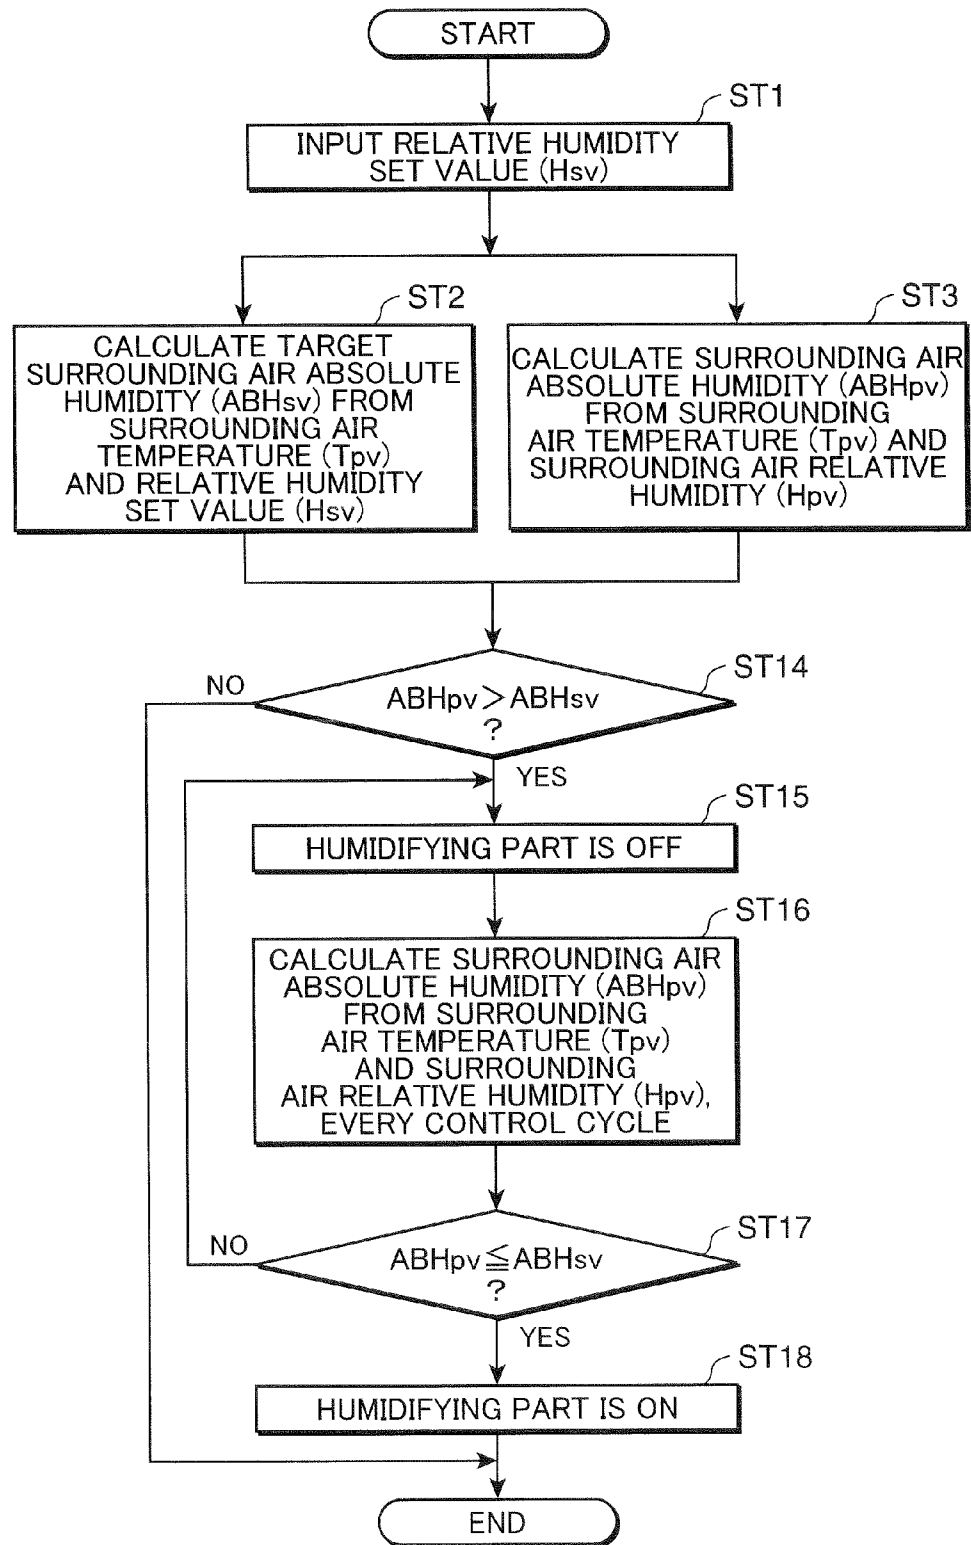 START
ST1
INPUT RELATIVE HUMIDITY
SET VALUE (Hsv)
ST2
CALCULATE TARGET
SURROUNDING AIR ABSOLUTE
HUMIDITY (ABHsv) FROM
SURROUNDING AIR
TEMPERATURE (Tpv)
AND RELATIVE HUMIDITY
SET VALUE (Hsv)
ST3
CALCULATE SURROUNDING AIR
ABSOLUTE HUMIDITY (ABHpv)
FROM SURROUNDING
AIR TEMPERATURE (Tpv) AND
SURROUNDING AIR RELATIVE
HUMIDITY (Hpv)
ST14
NO
ABHpv > ABHsv
?
YES
ST15
HUMIDIFYING PART IS OFF
ST16
CALCULATE SURROUNDING AIR
ABSOLUTE HUMIDITY (ABHpv)
FROM SURROUNDING
AIR TEMPERATURE (Tpv)
AND SURROUNDING
AIR RELATIVE HUMIDITY (Hpv),
EVERY CONTROL CYCLE
ST17
NO
ABHpv ≦ ABHsv
?
YES
ST18
HUMIDIFYING PART IS ON
END